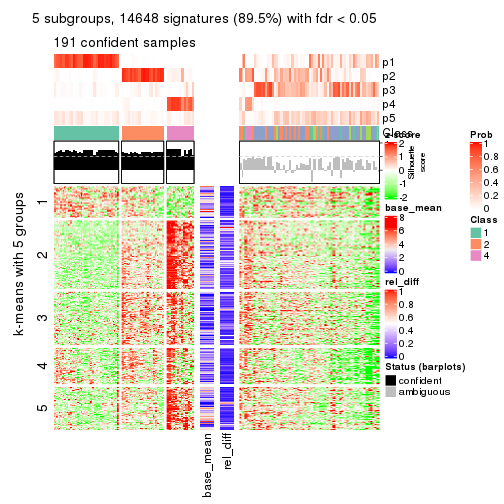 5 subgroups, 14648 signatures (89.5%) with fdr < 0.05
191 confident samples
p1
p2
p3
p4
p5
Class
Silhouette
score
k-means with 5 groups
1
2
3
4
5
base_mean
rel_diff
z-score
2
1
0
-1
-2
base_mean
8
6
4
2
0
rel_diff
1
0.8
0.6
0.4
0.2
0
Status (barplots)
confident
ambiguous
Prob
1
0.8
0.6
0.4
0.2
0
Class
1
2
4